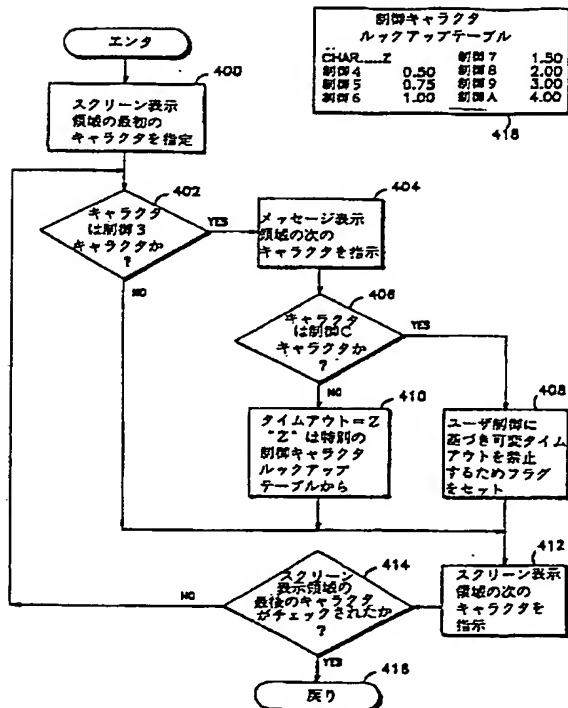 制御キャラクタ
ルックアップテーブル
CHAR....Z
制御4 0.50
制御5 0.75
制御6 1.00
制御7 1.50
制御8 2.00
制御9 3.00
制御A 4.00
418
エンタ
400
スクリーン表示
領域の最初の
キャラクタを指定
402
キャラクタ
は制御3
キャラクタか
?
YES
NO
404
メッセージ表示
領域の次の
キャラクタを指示
406
キャラクタ
は制御C
キャラクタか
?
YES
NO
410
タイムアウト=Z
"Z"は特別の
制御キャラクタ
ルックアップ
テーブルから
408
ユーザ制御に
基づき可変タイム
アウトを禁止
するためフラグ
をセット
412
スクリーン表示
領域の次の
キャラクタを
指示
414
スクリーン
表示領域の
最後のキャラクタ
がチェックされたか
?
NO
YES
416
戻り